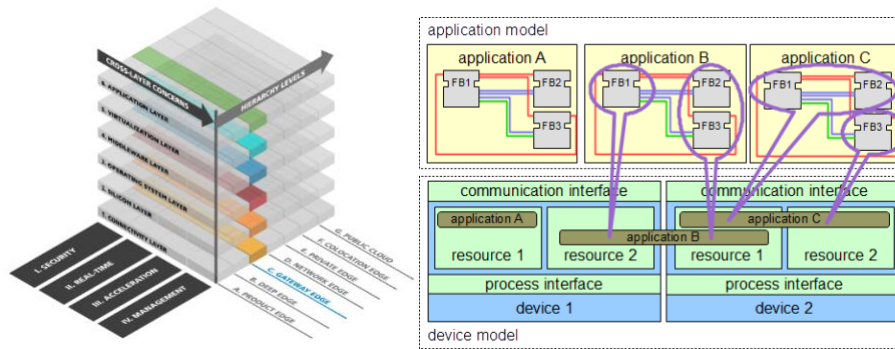 CROSS-LAYER CONCERNS
HIERARCHY LEVELS
6. APPLICATION LAYER
5. VIRTUALIZATION LAYER
4. MIDDLEWARE LAYER
3. OPERATING SYSTEM LAYER
2. SILICON LAYER
1. CONNECTIVITY LAYER
I. SECURITY
II. REAL-TIME
III. ACCELERATION
IV. MANAGEMENT
G. PUBLIC CLOUD
F. COLOCATION EDGE
E. PRIVATE EDGE
D. NETWORK EDGE
C. GATEWAY EDGE
B. DEEP EDGE
A. PRODUCT EDGE
application model
application A
FB1
FB2
FB3
application B
FB1
FB2
FB3
application C
FB1
FB2
FB3
communication interface
application A
resource 1
resource 2
process interface
device 1
application B
communication interface
application C
resource 1
resource 2
process interface
device 2
device model